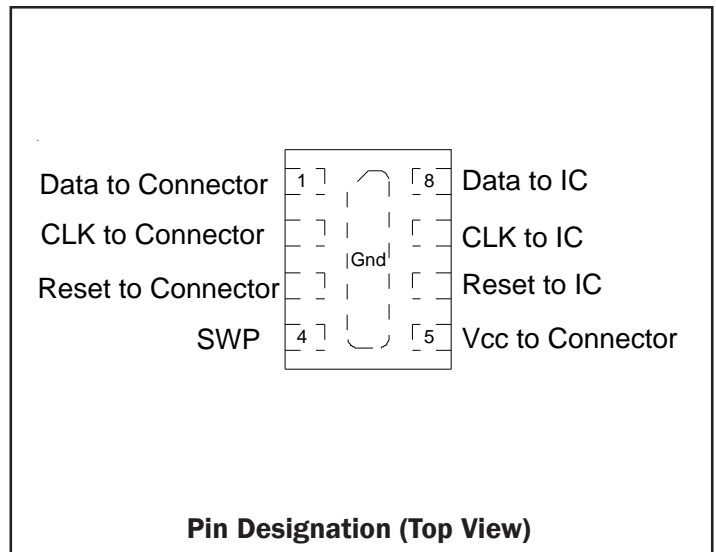 Data to Connector 1 8 Data to IC
CLK to Connector CLK to IC
Gnd
Reset to Connector Reset to IC
SWP 4 5 Vcc to Connector
Pin Designation (Top View)